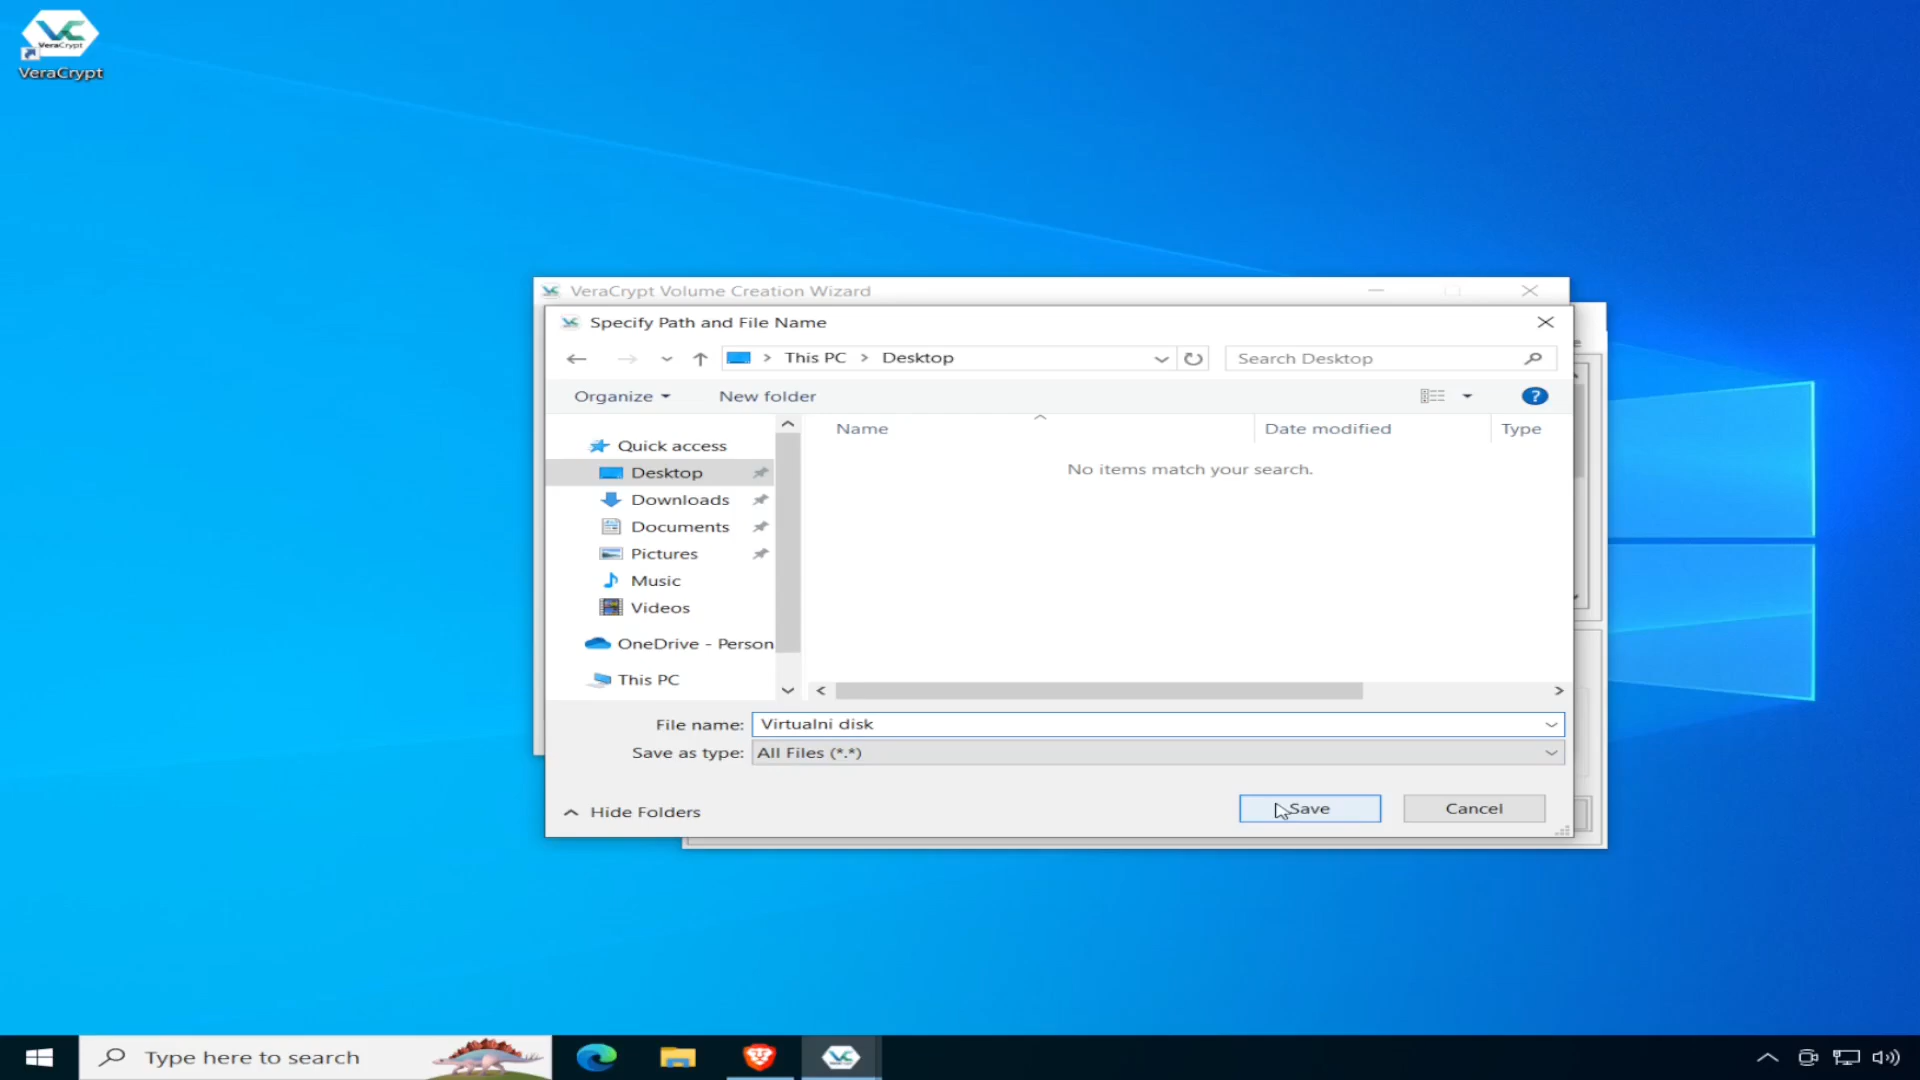 VeraCrypt
VeraCrypt
VeraCrypt Volume Creation Wizard
Specify Path and File Name
This PC > Desktop
Search Desktop
Organize
New folder
?
Name
Date modified
Type
No items match your search.
Quick access
Desktop
Downloads
Documents
Pictures
Music
Videos
OneDrive - Person
This PC
File name: Virtualni disk
Save as type: All Files (*.*)
Hide Folders
Save
Cancel
Type here to search